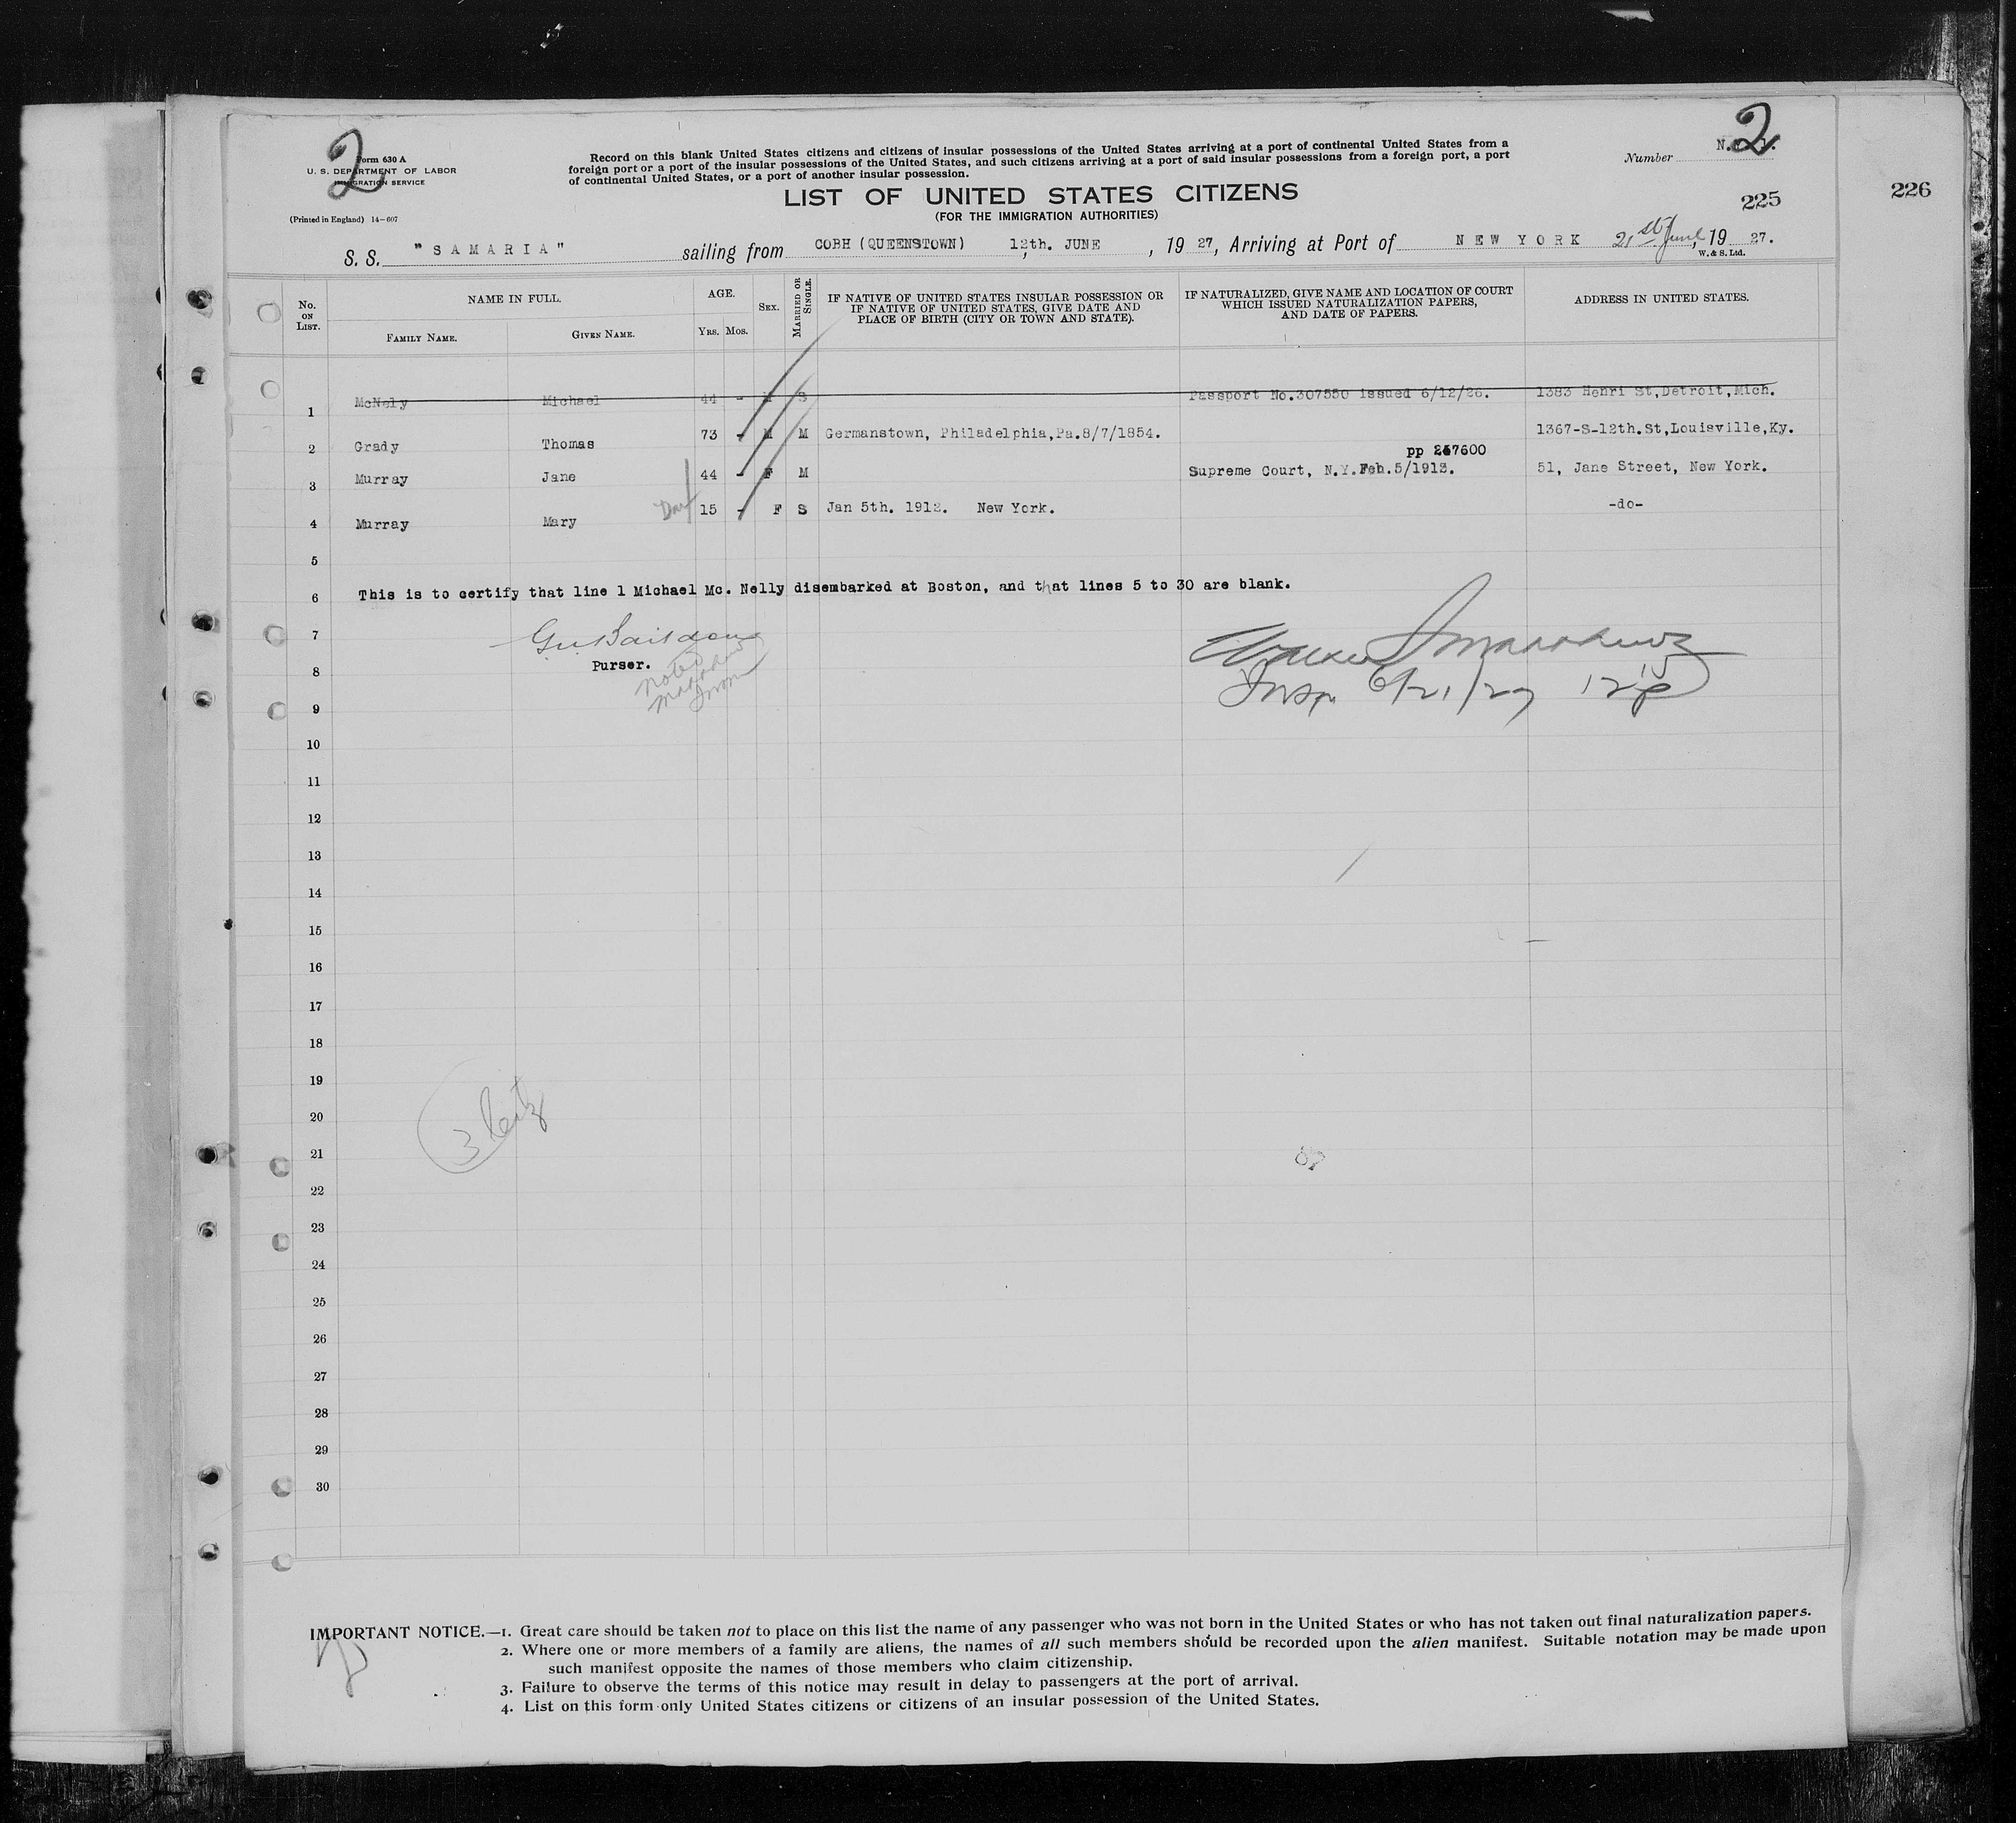 2
2
Form 630 A
U. S. DEPARTMENT OF LABOR
IMMIGRATION SERVICE
(Printed in England) 14-607
Record on this blank United States citizens and citizens of insular possessions of the United States arriving at a port of continental United States from a
foreign port or a port of the insular possessions of the United States, and such citizens arriving at a port of said insular possessions from a foreign port, a port
of continental United States, or a port of another insular possession.
Number
225
226
LIST OF UNITED STATES CITIZENS
(FOR THE IMMIGRATION AUTHORITIES)
S. S. "SAMARIA" sailing from COBH (QUEENSTOWN) 12th. JUNE, 1927, Arriving at Port of NEW YORK 21st June, 1927.
W. & S. Ltd.
No. ON LIST.
NAME IN FULL.
FAMILY NAME.
GIVEN NAME.
AGE.
YRS. MOS.
SEX.
MARRIED OR SINGLE.
IF NATIVE OF UNITED STATES INSULAR POSSESSION OR
IF NATIVE OF UNITED STATES, GIVE DATE AND
PLACE OF BIRTH (CITY OR TOWN AND STATE).
IF NATURALIZED, GIVE NAME AND LOCATION OF COURT
WHICH ISSUED NATURALIZATION PAPERS,
AND DATE OF PAPERS.
ADDRESS IN UNITED STATES.
1 McNely Michael 44 - M S Passport No.307550 issued 6/12/26. 1383 Henri St,Detroit,Mich.
2 Grady Thomas 73 - M M Germanstown, Philadelphia,Pa.8/7/1854. 1367-S-12th.St,Louisville,Ky.
pp 267600
3 Murray Jane 44 - F M Supreme Court, N.Y.Feb.5/1913. 51, Jane Street, New York.
4 Murray Mary Dau 15 - F S Jan 5th. 1912. New York. -do-
5
6 This is to certify that line 1 Michael Mc. Nelly disembarked at Boston, and that lines 5 to 30 are blank.
7
8 Purser.
Insp 6/21/27
9
10
11
12
13
14
15
16
17
18
19
20
3
21
87
22
23
24
25
26
27
28
29
30
IMPORTANT NOTICE.—1. Great care should be taken not to place on this list the name of any passenger who was not born in the United States or who has not taken out final naturalization papers.
2. Where one or more members of a family are aliens, the names of all such members should be recorded upon the alien manifest. Suitable notation may be made upon
such manifest opposite the names of those members who claim citizenship.
3. Failure to observe the terms of this notice may result in delay to passengers at the port of arrival.
4. List on this form only United States citizens or citizens of an insular possession of the United States.